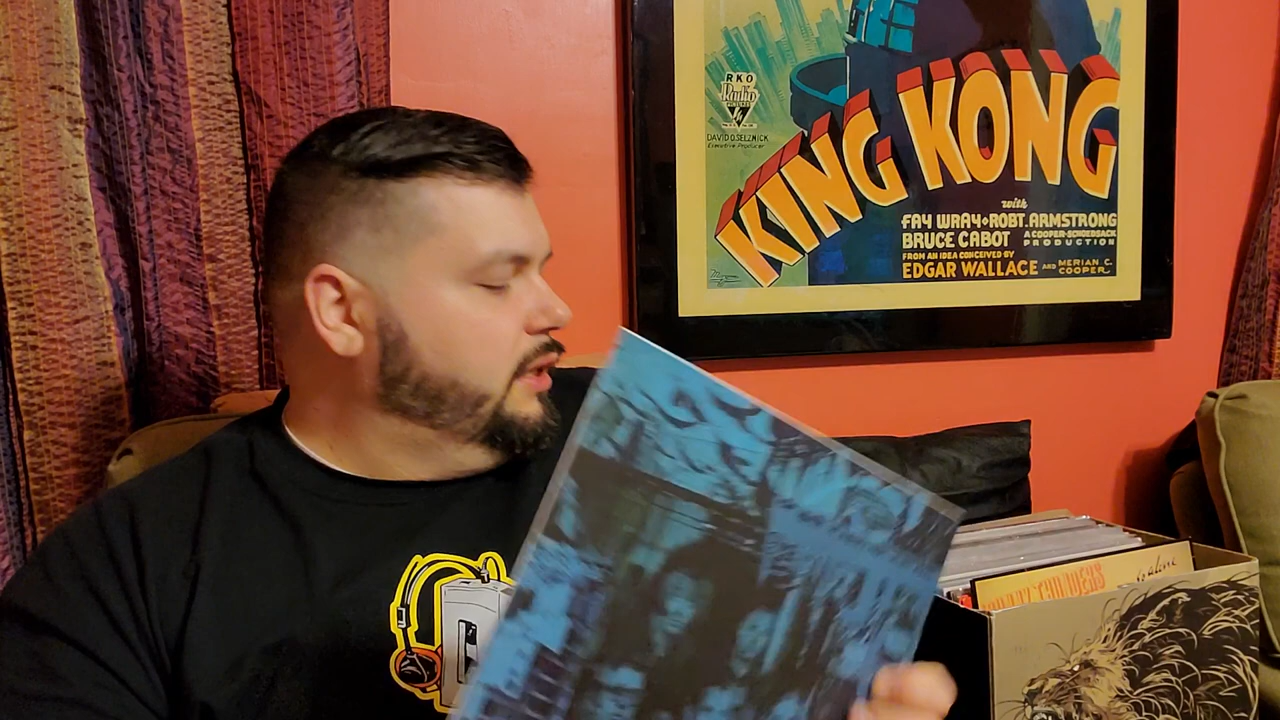 RKO
Radio
PICTURES
DAVID O. SELZNICK
Executive Producer
KING KONG
with
FAY WRAY • ROBT. ARMSTRONG
BRUCE CABOT
A COOPER-SCHOEDSACK
PRODUCTION
FROM AN IDEA CONCEIVED BY
EDGAR WALLACE AND MERIAN C.
COOPER